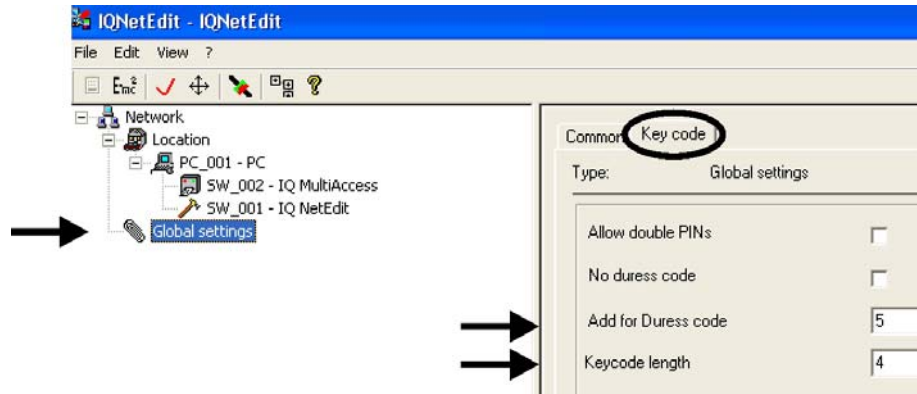 IQNetEdit - IQNetEdit
File Edit View ?
Emc²
Network
Location
PC_001 - PC
SW_002 - IQ MultiAccess
SW_001 - IQ NetEdit
Global settings
Common Key code
Type: Global settings
Allow double PINs
No duress code
Add for Duress code 5
Keycode length 4